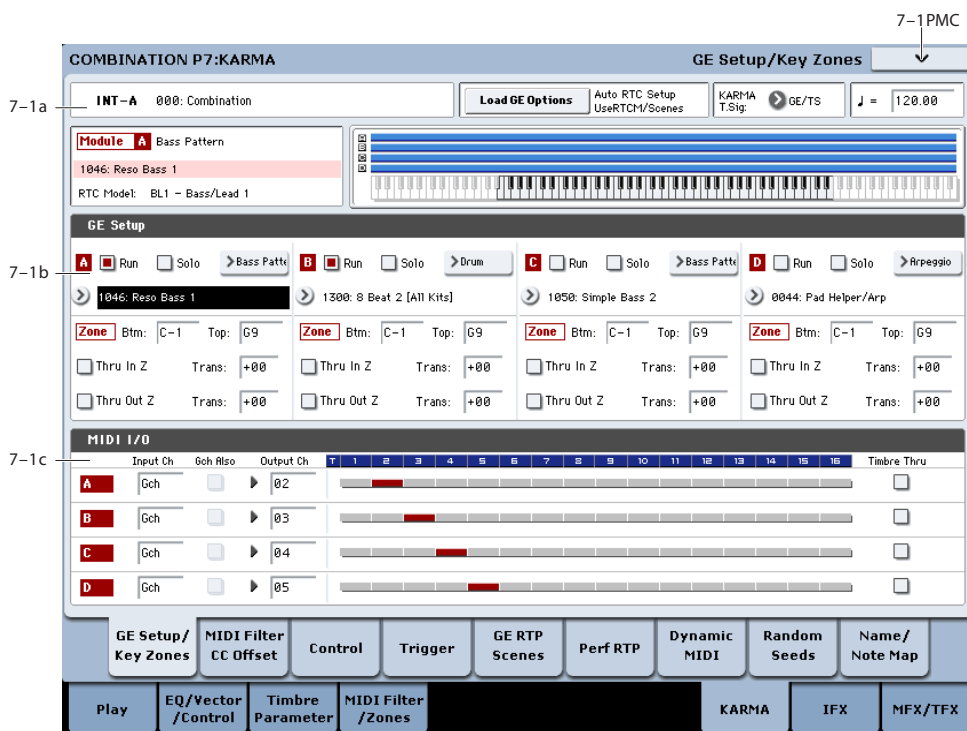 7–1PMC
COMBINATION P7:KARMA
GE Setup/Key Zones
7–1a
INT–A 000: Combination
Load GE Options
Auto RTC Setup
UseRTCM/Scenes
KARMA
T.Sig:
GE/TS
♩ = 120.00
Module A Bass Pattern
1046: Reso Bass 1
RTC Model: BL1 – Bass/Lead 1
GE Setup
7–1b
A Run Solo Bass Patte B Run Solo Drum C Run Solo Bass Patte D Run Solo Arpeggio
1046: Reso Bass 1 1300: 8 Beat 2 [All Kits] 1050: Simple Bass 2 0044: Pad Helper/Arp
Zone Btm: C–1 Top: G9 Zone Btm: C–1 Top: G9 Zone Btm: C–1 Top: G9 Zone Btm: C–1 Top: G9
Thru In Z Trans: +00 Thru In Z Trans: +00 Thru In Z Trans: +00 Thru In Z Trans: +00
Thru Out Z Trans: +00 Thru Out Z Trans: +00 Thru Out Z Trans: +00 Thru Out Z Trans: +00
MIDI I/O
7–1c
Input Ch Gch Also Output Ch T 1 2 3 4 5 6 7 8 9 10 11 12 13 14 15 16 Timbre Thru
A Gch 02
B Gch 03
C Gch 04
D Gch 05
GE Setup/
Key Zones
MIDI Filter
CC Offset
Control
Trigger
GE RTP
Scenes
Perf RTP
Dynamic
MIDI
Random
Seeds
Name/
Note Map
Play
EQ/Vector
/Control
Timbre
Parameter
MIDI Filter
/Zones
KARMA
IFX
MFX/TFX